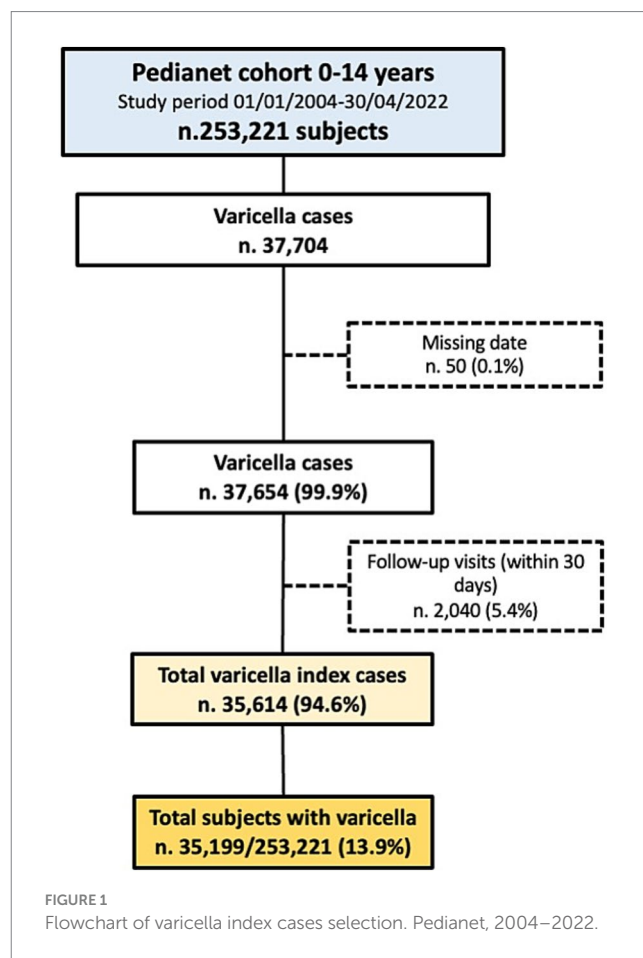 Pedianet cohort 0-14 years
Study period 01/01/2004-30/04/2022
n.253,221 subjects
Varicella cases
n. 37,704
Missing date
n. 50 (0.1%)
Varicella cases
n. 37,654 (99.9%)
Follow-up visits (within 30
days)
n. 2,040 (5.4%)
Total varicella index cases
n. 35,614 (94.6%)
Total subjects with varicella
n. 35,199/253,221 (13.9%)
FIGURE 1
Flowchart of varicella index cases selection. Pedianet, 2004–2022.